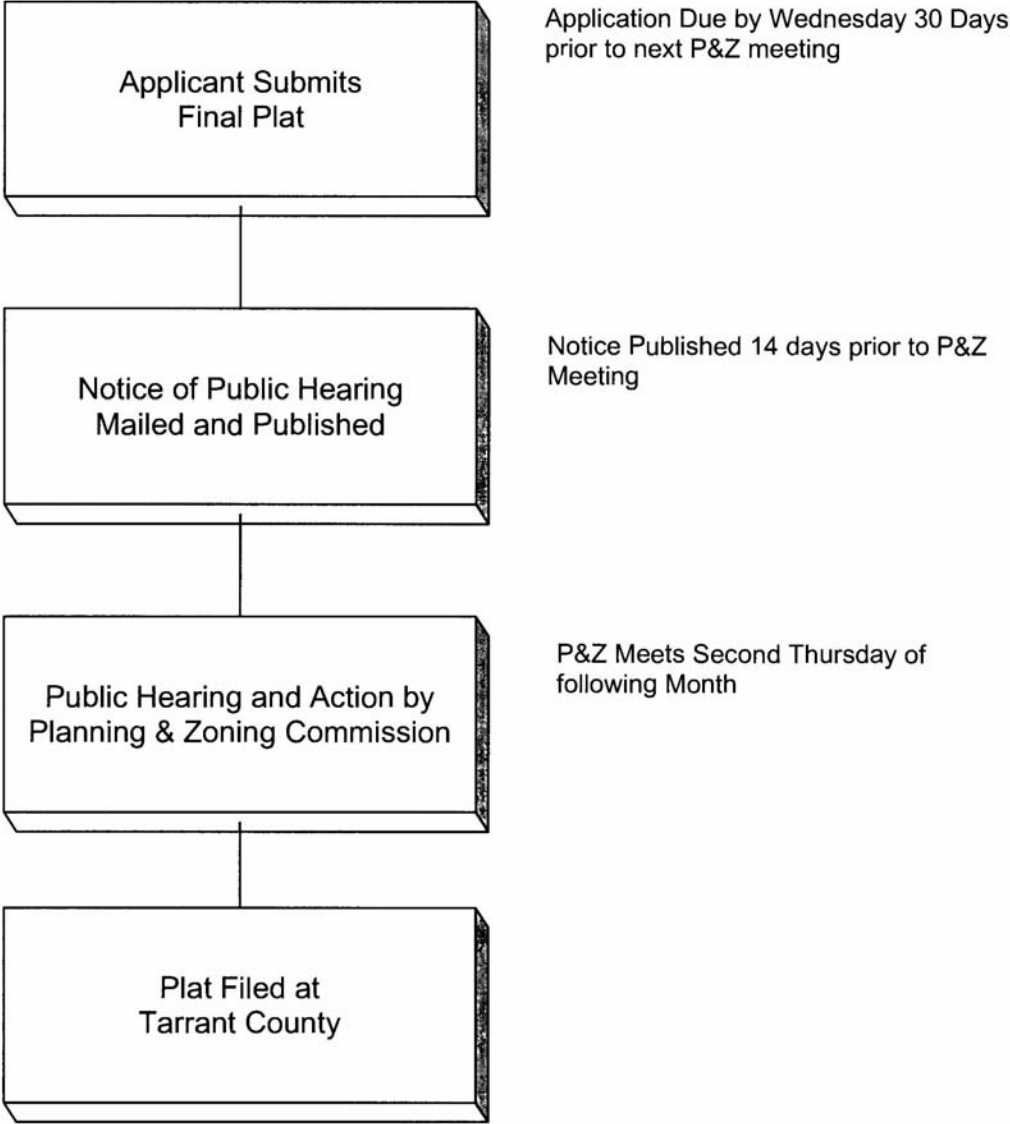 Applicant Submits
Final Plat
Application Due by Wednesday 30 Days
prior to next P&Z meeting
Notice of Public Hearing
Mailed and Published
Notice Published 14 days prior to P&Z
Meeting
Public Hearing and Action by
Planning & Zoning Commission
P&Z Meets Second Thursday of
following Month
Plat Filed at
Tarrant County